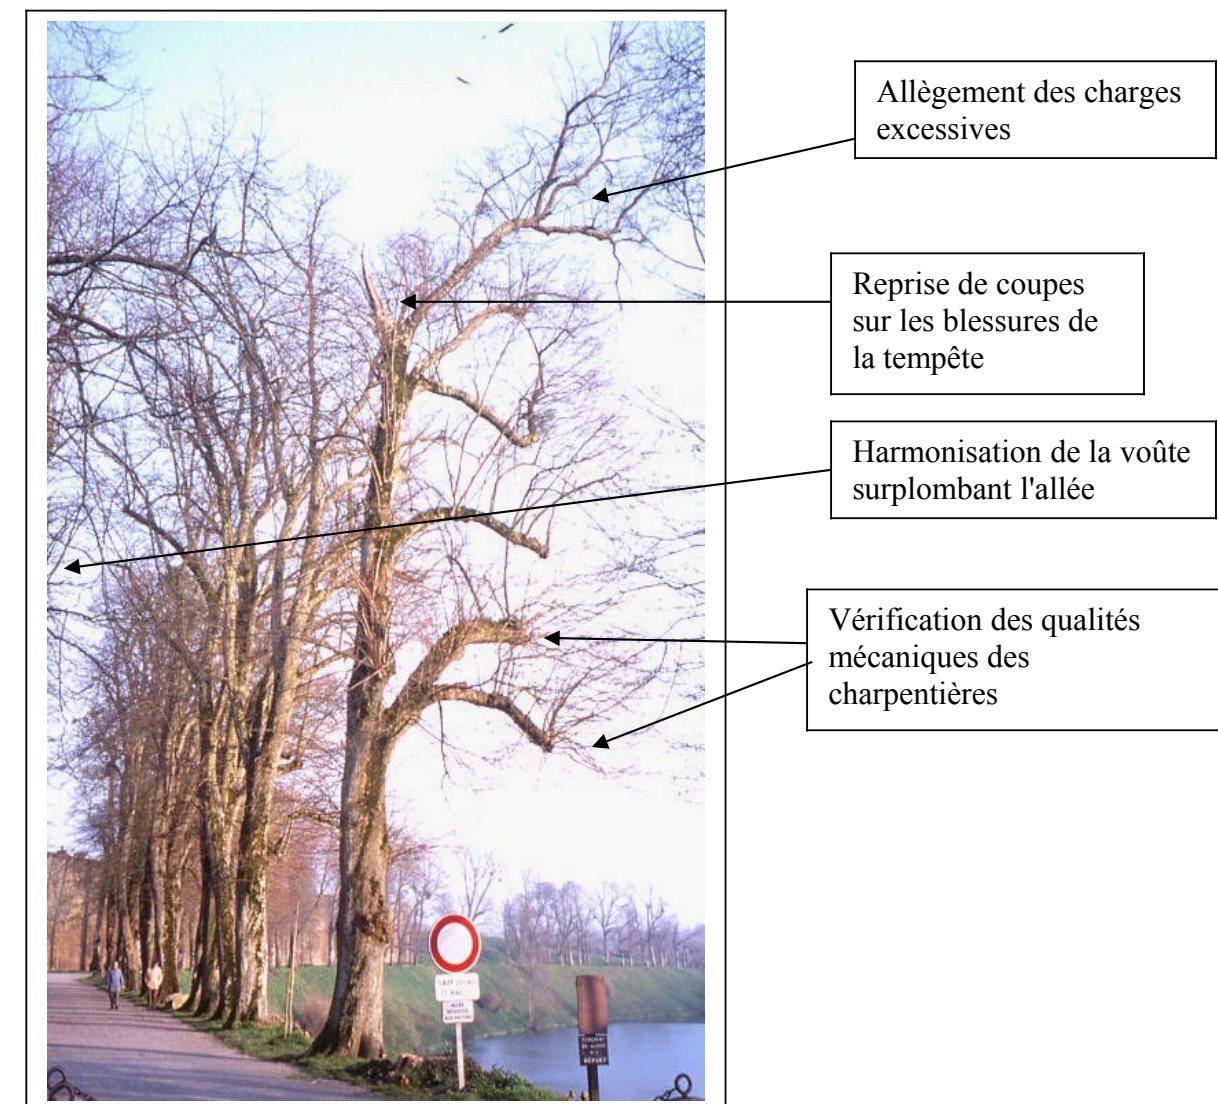 Allègement des charges
excessives
Reprise de coupes
sur les blessures de
la tempête
Harmonisation de la voûte
surplombant l'allée
Vérification des qualités
mécaniques des
charpentières
DÉPART